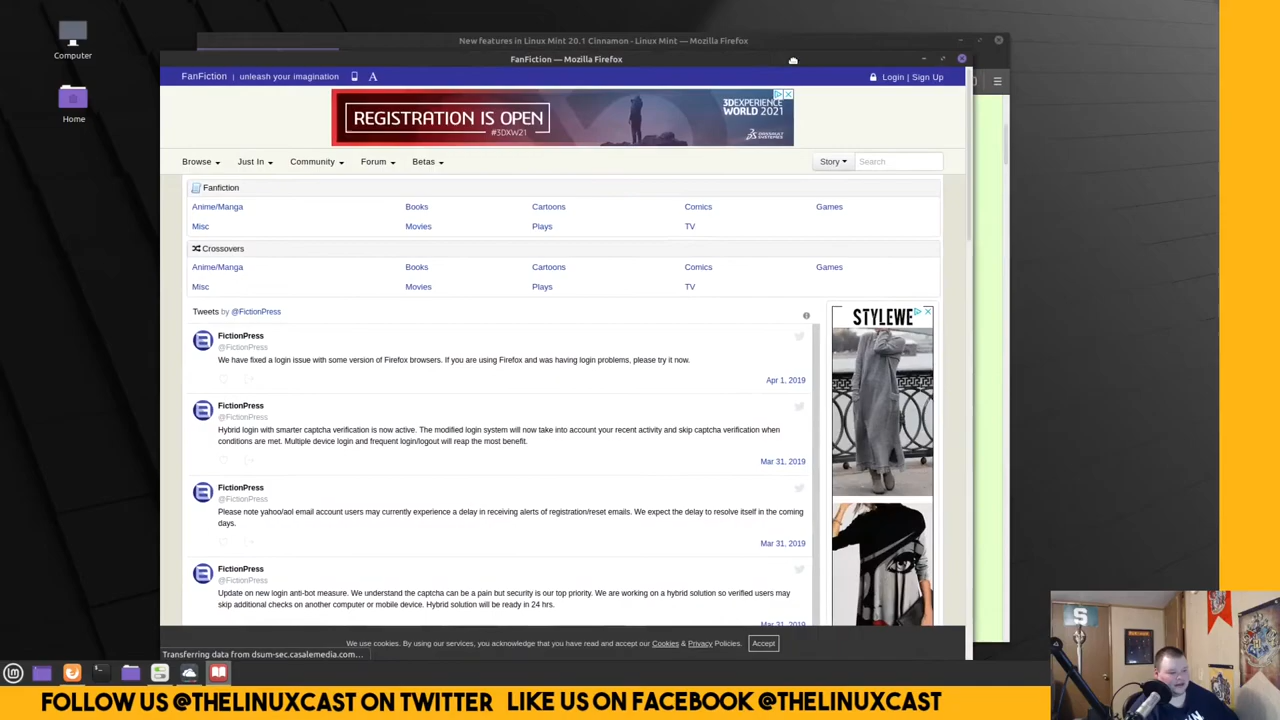 Computer
Home
New features in Linux Mint 20.1 Cinnamon - Linux Mint — Mozilla Firefox
FanFiction — Mozilla Firefox
FanFiction | unleash your imagination A Login | Sign Up
REGISTRATION IS OPEN
#3DXW21
3DEXPERIENCE
WORLD 2021
DASSAULT SYSTEMES
Browse Just In Community Forum Betas Story Search
Fanfiction
Anime/Manga Books Cartoons Comics Games
Misc Movies Plays TV
Crossovers
Anime/Manga Books Cartoons Comics Games
Misc Movies Plays TV
Tweets by @FictionPress
STYLEWE
FictionPress
@FictionPress
We have fixed a login issue with some version of Firefox browsers. If you are using Firefox and was having login problems, please try it now.
Apr 1, 2019
FictionPress
@FictionPress
Hybrid login with smarter captcha verification is now active. The modified login system will now take into account your recent activity and skip captcha verification when
conditions are met. Multiple device login and frequent login/logout will reap the most benefit.
Mar 31, 2019
FictionPress
@FictionPress
Please note yahoo/aol email account users may currently experience a delay in receiving alerts of registration/reset emails. We expect the delay to resolve itself in the coming
days.
Mar 31, 2019
FictionPress
@FictionPress
Update on new login anti-bot measure. We understand the captcha can be a pain but security is our top priority. We are working on a hybrid solution so verified users may
skip additional checks on another computer or mobile device. Hybrid solution will be ready in 24 hrs.
Mar 31, 2019
We use cookies. By using our services, you acknowledge that you have read and accept our Cookies & Privacy Policies. Accept
Transferring data from dsum-sec.casalemedia.com…
S
FOLLOW US @THELINUXCAST ON TWITTER LIKE US ON FACEBOOK @THELINUXCAST